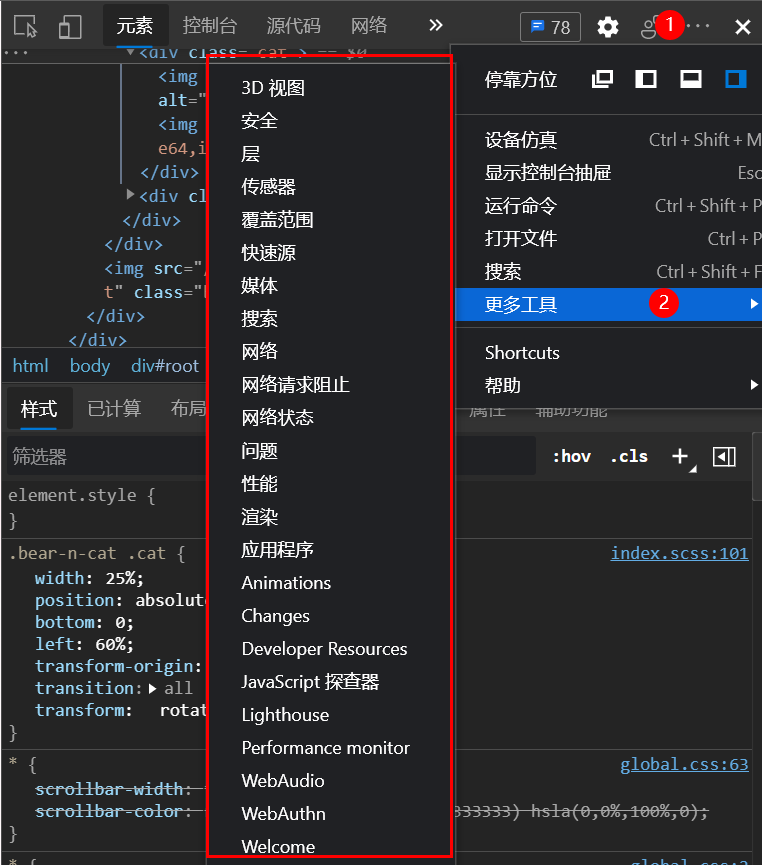 元素 控制台 源代码 网络 » 78 1 ···
··· <div class="cat"> == $0
<img
alt="
<img
e64,i
</div>
<div cl
</div>
</div>
<img src="
t" class="
</div>
</div>
html body div#root
样式 已计算 布局 属性 辅助功能
筛选器 :hov .cls +
element.style {
}
.bear-n-cat .cat { index.scss:101
width: 25%;
position: absolute
bottom: 0;
left: 60%;
transform-origin:
transition: all
transform: rotat
}
* { global.css:63
scrollbar-width:
scrollbar-color: 333333) hsla(0,0%,100%,0);
}
* {
3D 视图
安全
层
传感器
覆盖范围
快速源
媒体
搜索
网络
网络请求阻止
网络状态
问题
性能
渲染
应用程序
Animations
Changes
Developer Resources
JavaScript 探查器
Lighthouse
Performance monitor
WebAudio
WebAuthn
Welcome
停靠方位
设备仿真 Ctrl + Shift + M
显示控制台抽屉 Esc
运行命令 Ctrl + Shift + P
打开文件 Ctrl + P
搜索 Ctrl + Shift + F
更多工具 2
Shortcuts
帮助